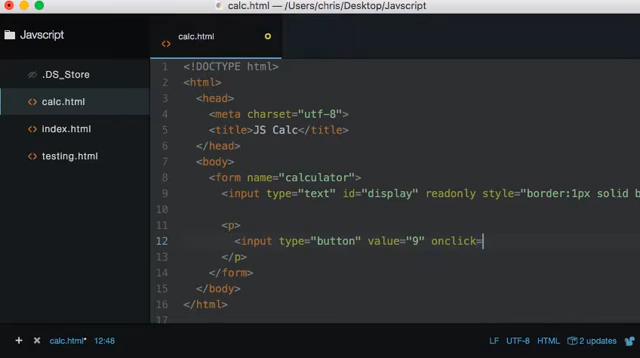 calc.html — /Users/chris/Desktop/Javscript
Javscript
calc.html
.DS_Store
calc.html
index.html
testing.html
1 <!DOCTYPE html>
2 <html>
3 <head>
4 <meta charset="utf-8">
5 <title>JS Calc</title>
6 </head>
7 <body>
8 <form name="calculator">
9 <input type="text" id="display" readonly style="border:1px solid b
10
11 <p>
12 <input type="button" value="9" onclick=
13 </p>
14 </form>
15 </body>
16 </html>
17
calc.html* 12:48 LF UTF-8 HTML 2 updates